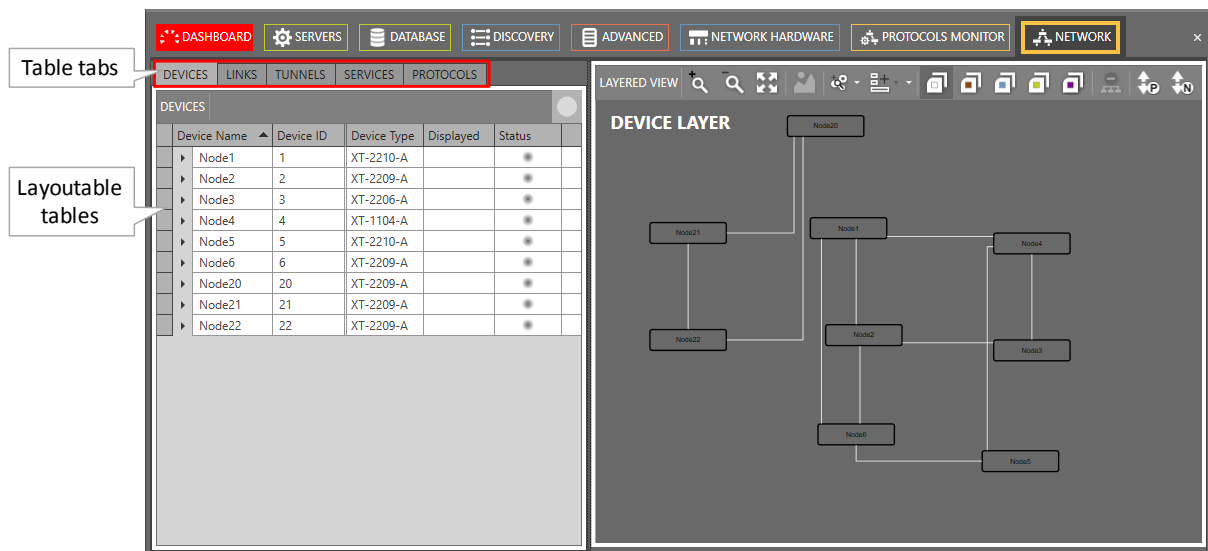 DASHBOARD SERVERS DATABASE DISCOVERY ADVANCED NETWORK HARDWARE PROTOCOLS MONITOR NETWORK ×
Table tabs
DEVICES LINKS TUNNELS SERVICES PROTOCOLS
DEVICES
Device Name Device ID Device Type Displayed Status
Node1 1 XT-2210-A
Node2 2 XT-2209-A
Node3 3 XT-2206-A
Node4 4 XT-1104-A
Node5 5 XT-2210-A
Node6 6 XT-2209-A
Node20 20 XT-2209-A
Node21 21 XT-2209-A
Node22 22 XT-2209-A
Layoutable
tables
LAYERED VIEW P N
DEVICE LAYER
Node20
Node21
Node1
Node4
Node22
Node2
Node3
Node6
Node5